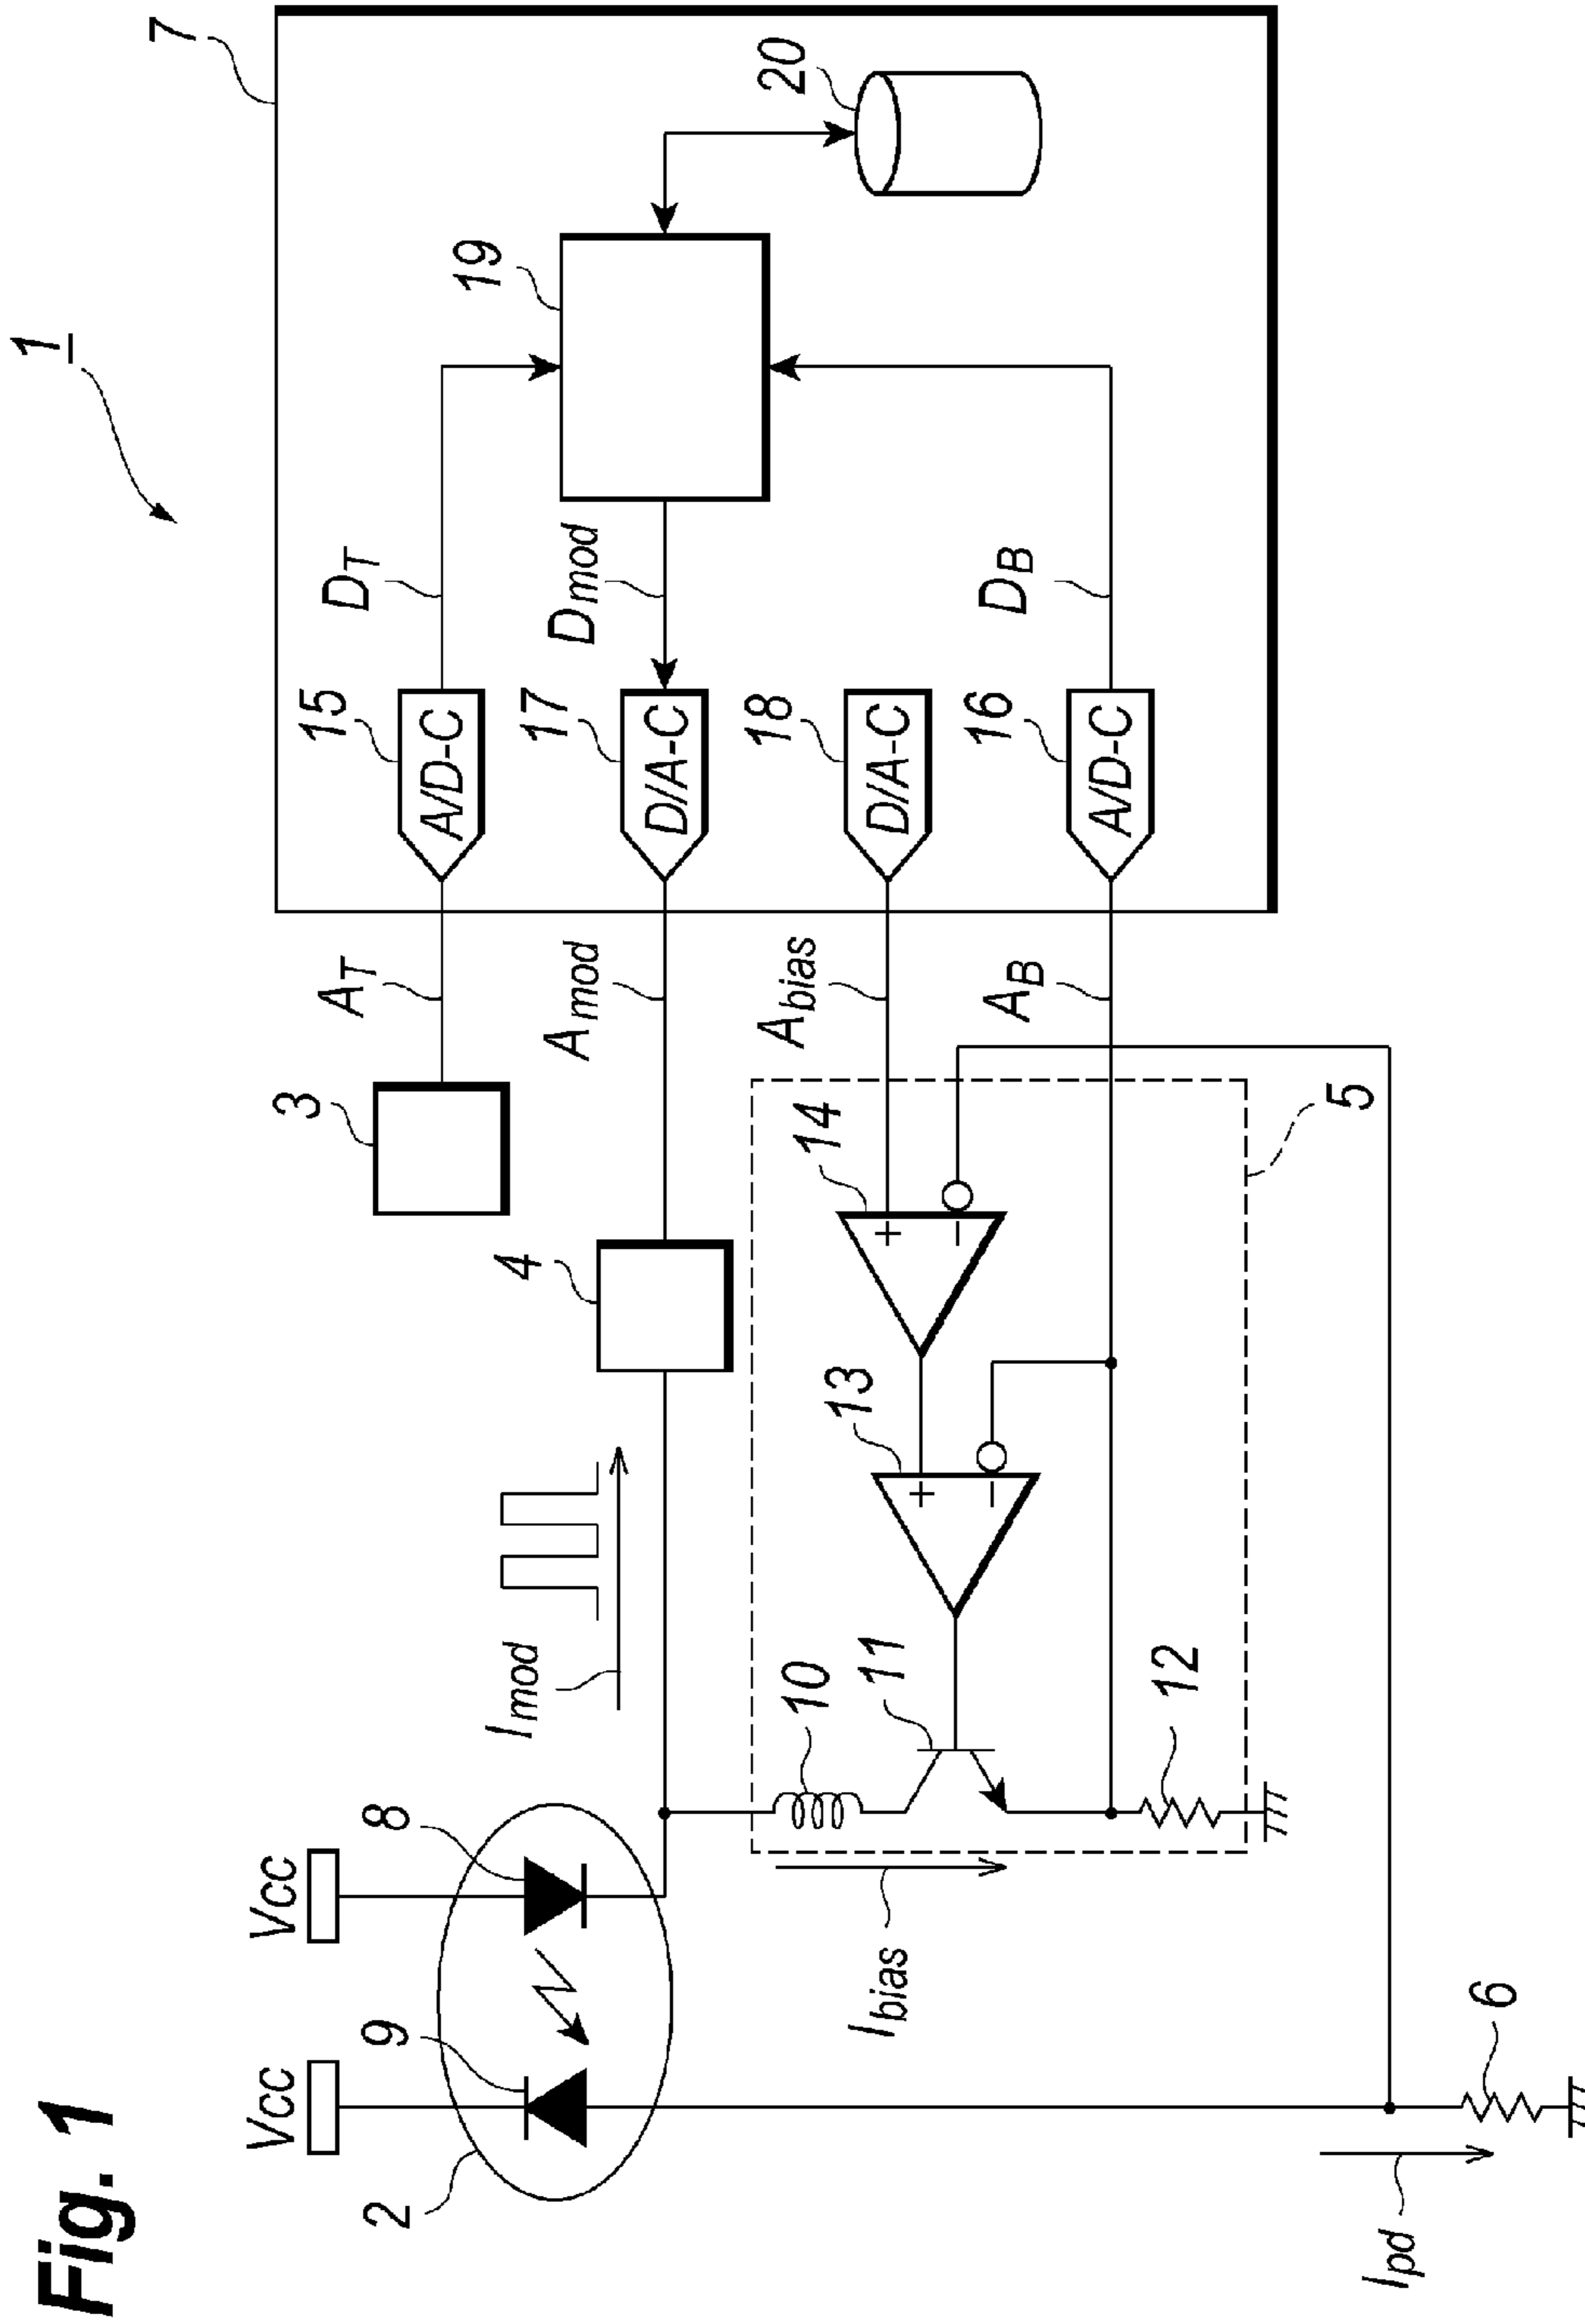 Fig. 1
1
7
Vcc
Vcc
2
9
8
Imod
3
AT
15
A/D-C
DT
19
20
4
Amod
17
D/A-C
Dmod
Ibias
10
11
13
14
+
−
+
−
Abias
18
D/A-C
12
5
AB
16
A/D-C
DB
Ipd
6